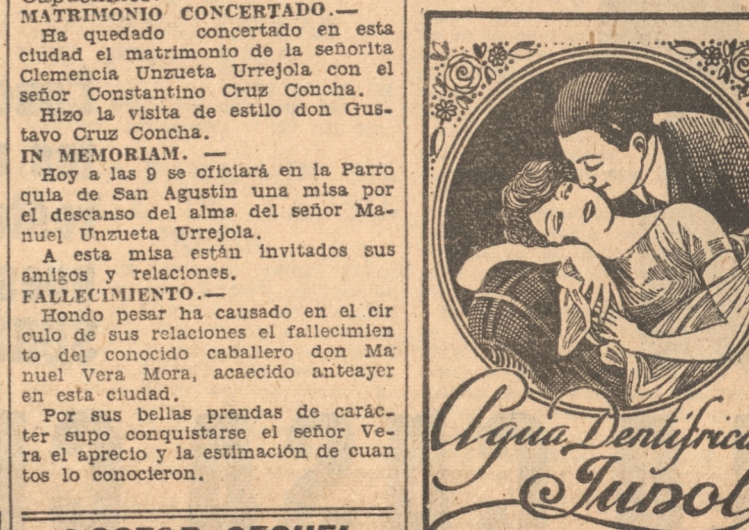 MATRIMONIO CONCERTADO.—
Ha quedado concertado en esta
ciudad el matrimonio de la señorita
Clemencia Unzueta Urrejola con el
señor Constantino Cruz Concha.
Hizo la visita de estilo don Gus-
tavo Cruz Concha.
IN MEMORIAM. —
Hoy a las 9 se oficiará en la Parro
quia de San Agustin una misa por
el descanso del alma del señor Ma-
nuel Unzueta Urrejola.
A esta misa están invitados sus
amigos y relaciones.
FALLECIMIENTO.—
Hondo pesar ha causado en el cír
culo de sus relaciones el fallecimien
to del conocido caballero don Ma
nuel Vera Mora, acaecido anteayer
en esta ciudad.
Por sus bellas prendas de carác-
ter supo conquistarse el señor Ve-
ra el aprecio y la estimación de cuan
tos lo conocieron.
Agua Dentífrica
Junol